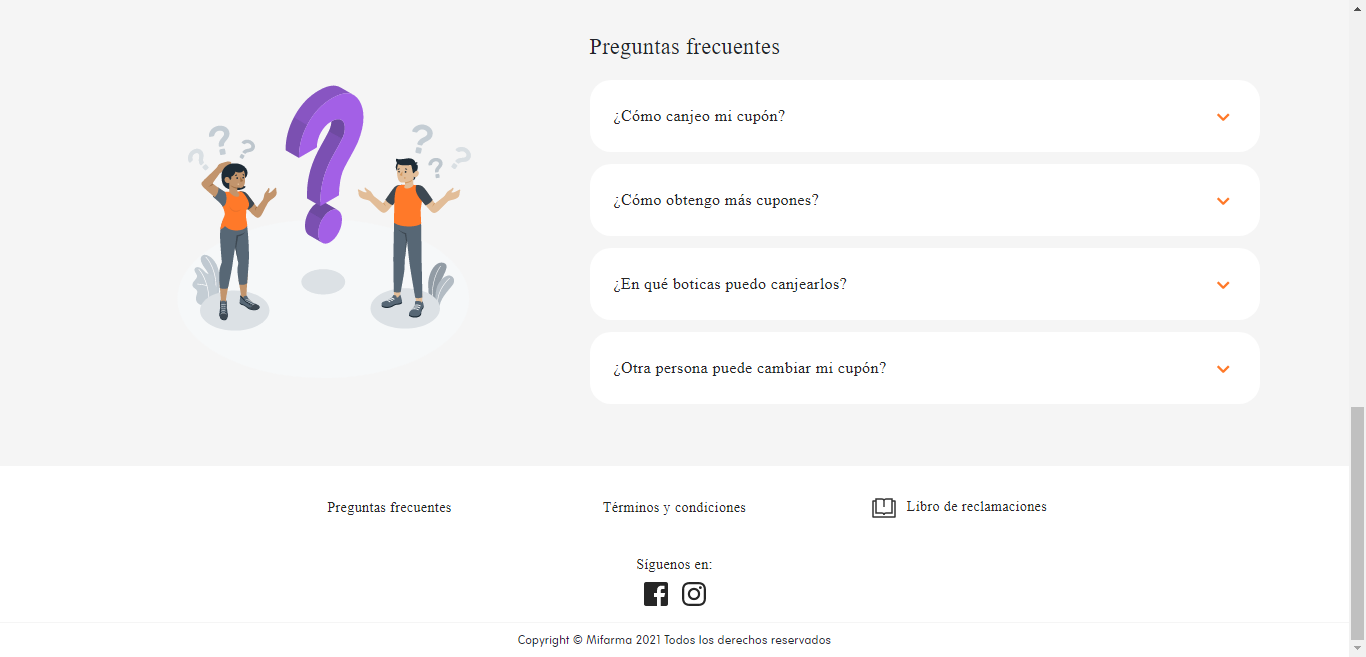 Preguntas frecuentes
¿Cómo canjeo mi cupón?
¿Cómo obtengo más cupones?
¿En qué boticas puedo canjearlos?
¿Otra persona puede cambiar mi cupón?
Preguntas frecuentes
Términos y condiciones
Libro de reclamaciones
Síguenos en:
Copyright © Mifarma 2021 Todos los derechos reservados